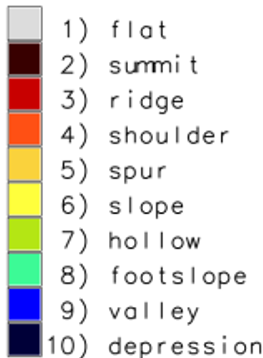 1) flat
2) summit
3) ridge
4) shoulder
5) spur
6) slope
7) hollow
8) footslope
9) valley
10) depression